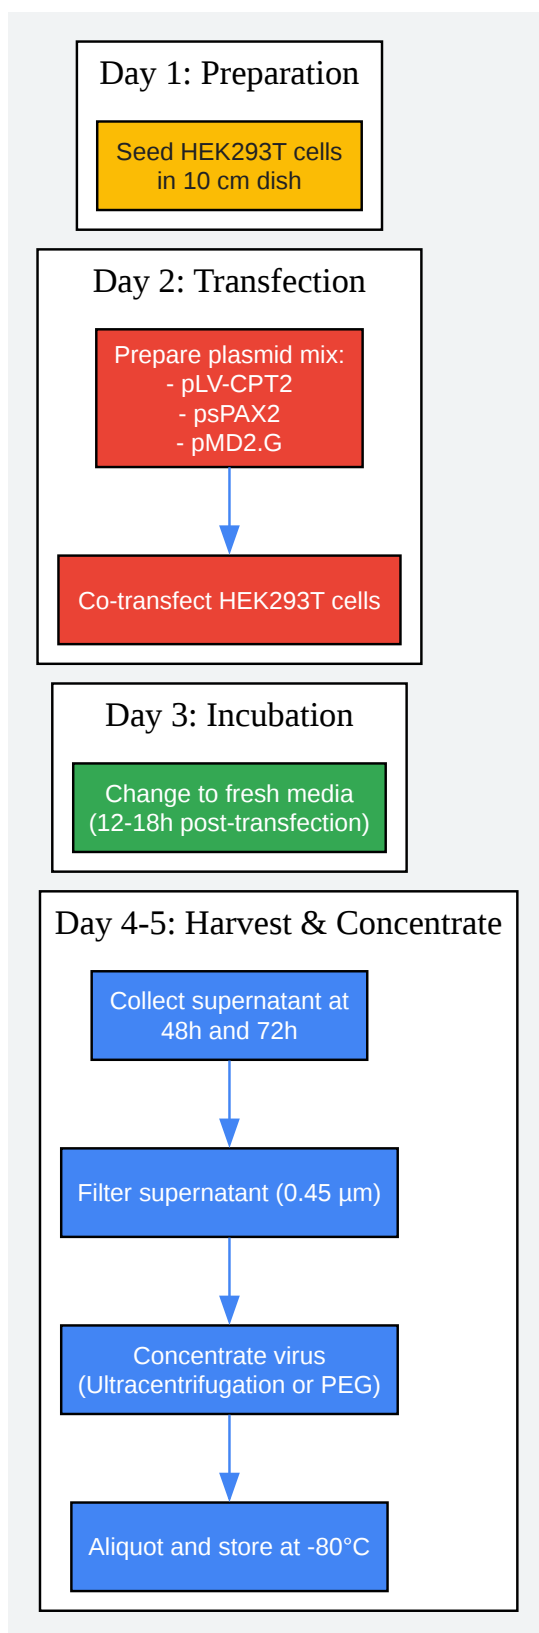 Day 1: Preparation
Seed HEK293T cells
in 10 cm dish
Day 2: Transfection
Prepare plasmid mix:
- pLV-CPT2
- psPAX2
- pMD2.G
Co-transfect HEK293T cells
Day 3: Incubation
Change to fresh media
(12-18h post-transfection)
Day 4-5: Harvest & Concentrate
Collect supernatant at
48h and 72h
Filter supernatant (0.45 µm)
Concentrate virus
(Ultracentrifugation or PEG)
Aliquot and store at -80°C